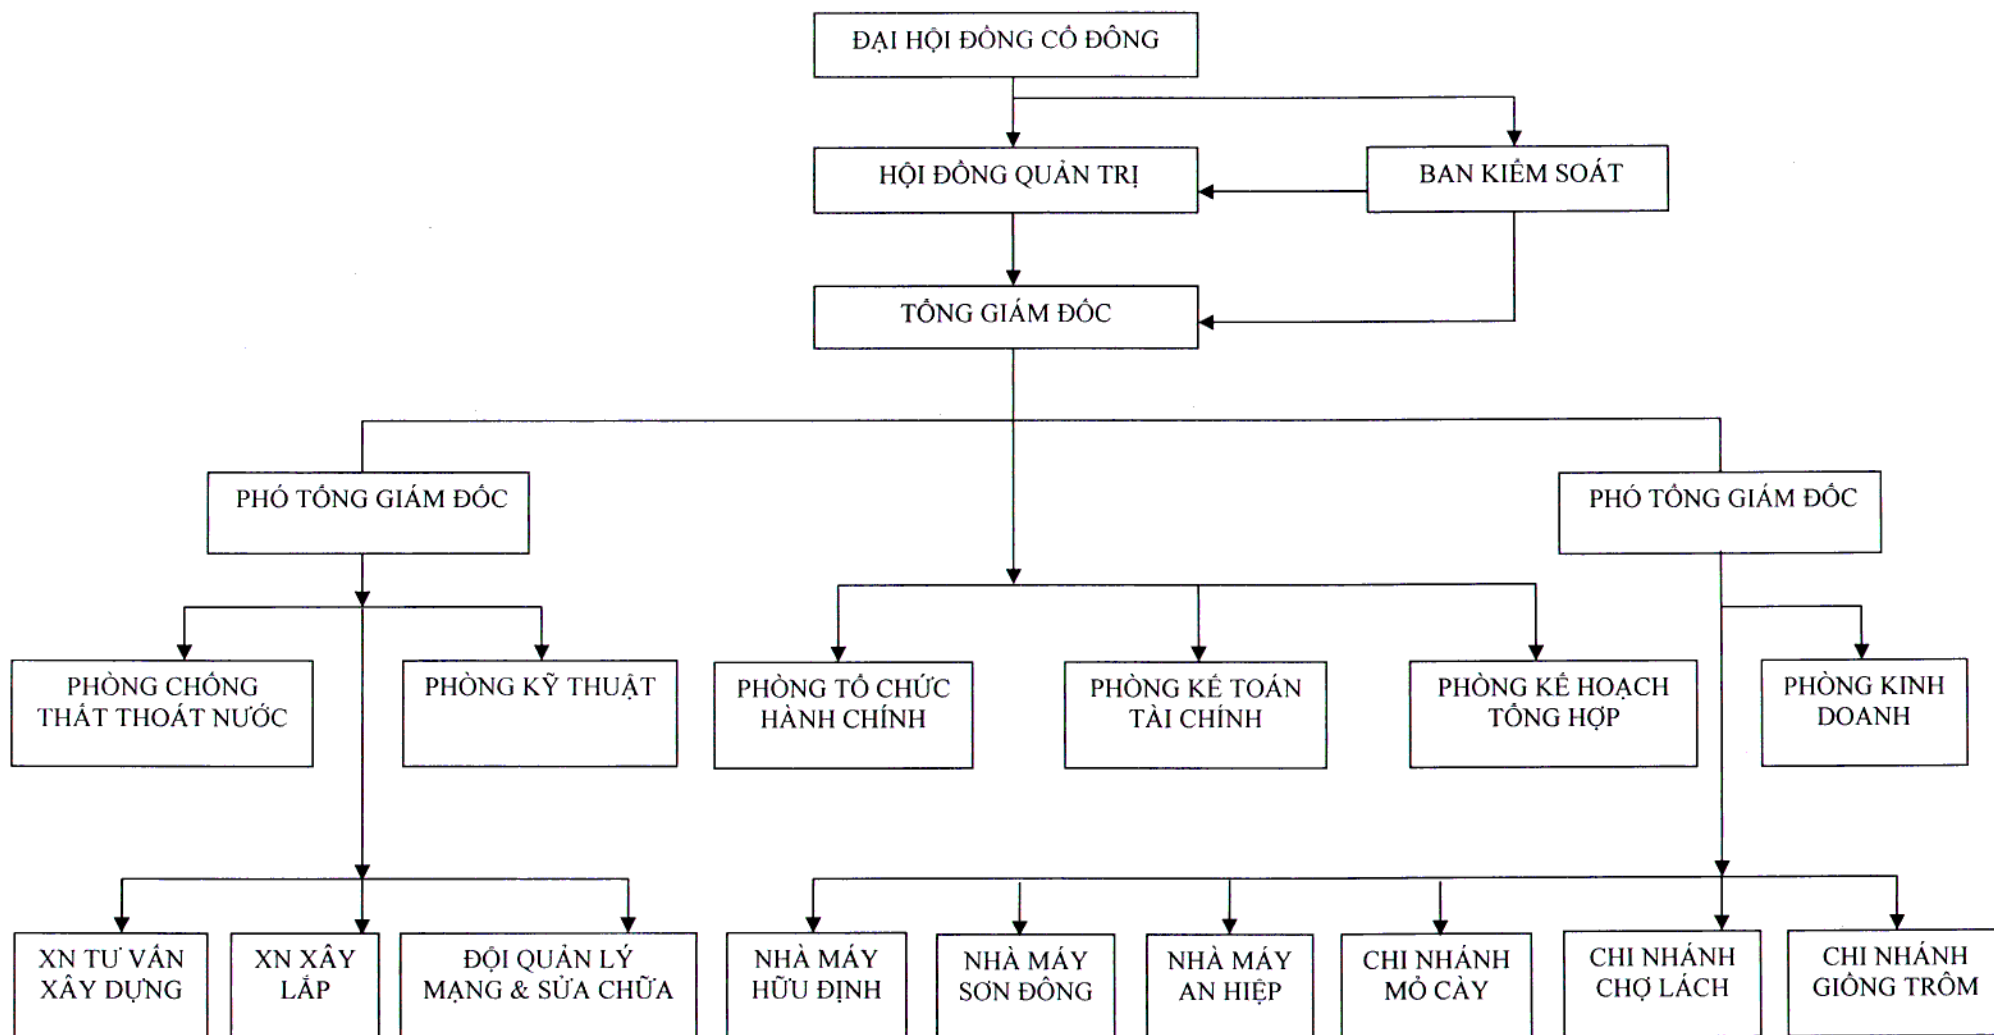 ĐẠI HỘI ĐỒNG CỔ ĐÔNG
HỘI ĐỒNG QUẢN TRỊ
BAN KIỂM SOÁT
TỔNG GIÁM ĐỐC
PHÓ TỔNG GIÁM ĐỐC
PHÓ TỔNG GIÁM ĐỐC
PHÒNG CHỐNG
THẤT THOÁT NƯỚC
PHÒNG KỸ THUẬT
PHÒNG TỔ CHỨC
HÀNH CHÍNH
PHÒNG KẾ TOÁN
TÀI CHÍNH
PHÒNG KẾ HOẠCH
TỔNG HỢP
PHÒNG KINH
DOANH
XN TƯ VẤN
XÂY DỰNG
XN XÂY
LẮP
ĐỘI QUẢN LÝ
MẠNG & SỬA CHỮA
NHÀ MÁY
HỮU ĐỊNH
NHÀ MÁY
SƠN ĐÔNG
NHÀ MÁY
AN HIỆP
CHI NHÁNH
MỎ CÀY
CHI NHÁNH
CHỢ LÁCH
CHI NHÁNH
GIỒNG TRÔM